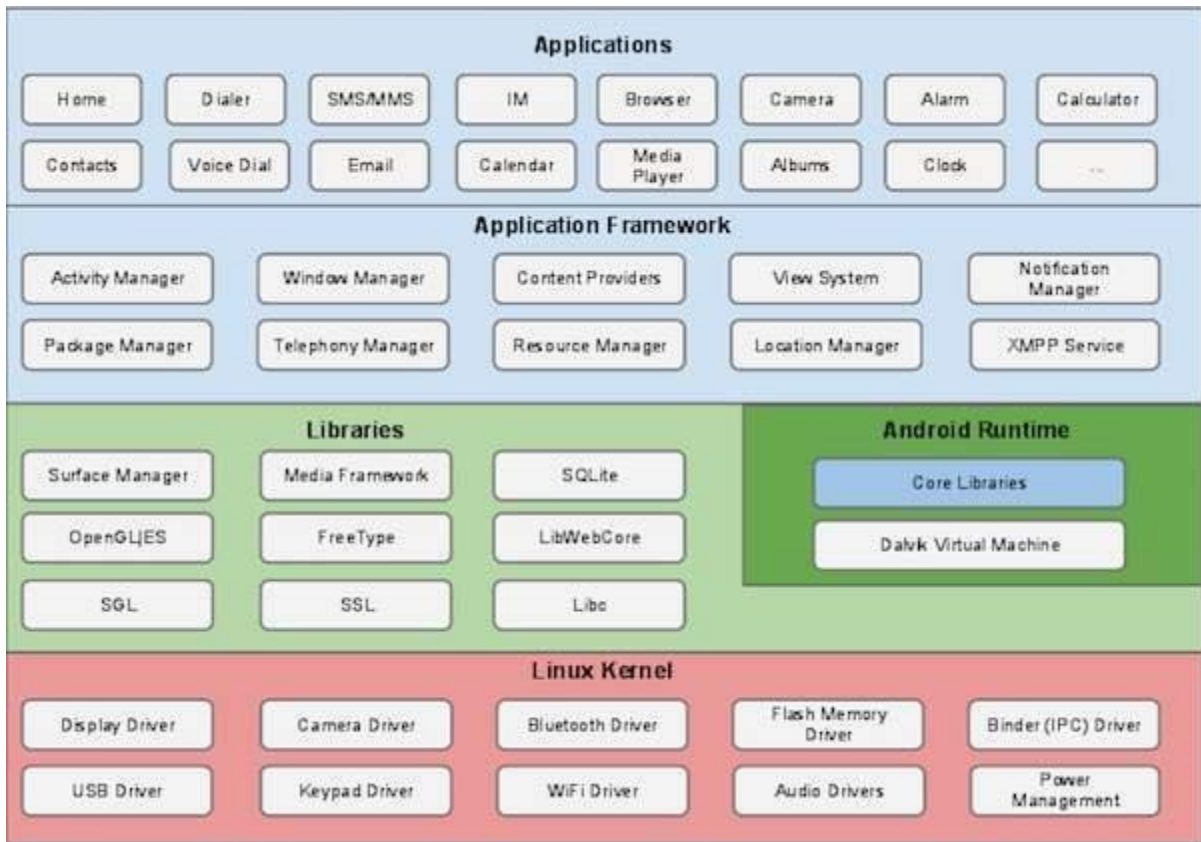 Applications
Home
Dialer
SMS/MMS
IM
Browser
Camera
Alarm
Calculator
Contacts
Voice Dial
Email
Calendar
Media
Player
Albums
Clock
...
Application Framework
Activity Manager
Window Manager
Content Providers
View System
Notification
Manager
Package Manager
Telephony Manager
Resource Manager
Location Manager
XMPP Service
Libraries
Surface Manager
Media Framework
SQLite
OpenGL|ES
FreeType
LibWebCore
SGL
SSL
Libc
Android Runtime
Core Libraries
Dalvik Virtual Machine
Linux Kernel
Display Driver
Camera Driver
Bluetooth Driver
Flash Memory
Driver
Binder (IPC) Driver
USB Driver
Keypad Driver
WiFi Driver
Audio Drivers
Power
Management